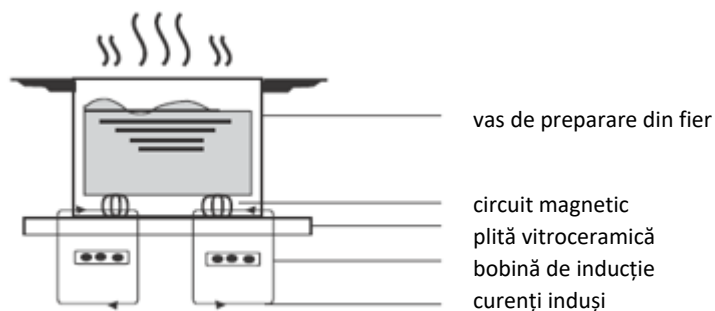 vas de preparare din fier
circuit magnetic
plită vitroceramică
bobină de inducție
curenți induși